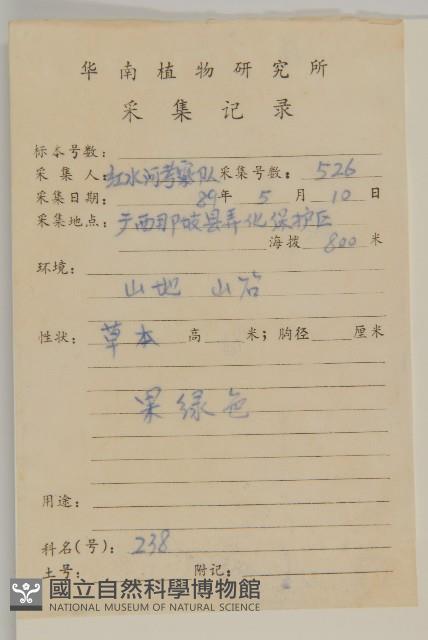 华南植物研究所
采集记录
标本号数:
采集人:红水河考察队采集号数:526
采集日期: 89年5月10日
采集地点:广西那坡县弄化保护区
海拨 800 米
环境:
山地 山谷
性状: 草本 高 米; 胸径 厘米
果绿色
用途:
科名(号): 238
土号: 附记:
國立自然科學博物館
NATIONAL MUSEUM OF NATURAL SCIENCE